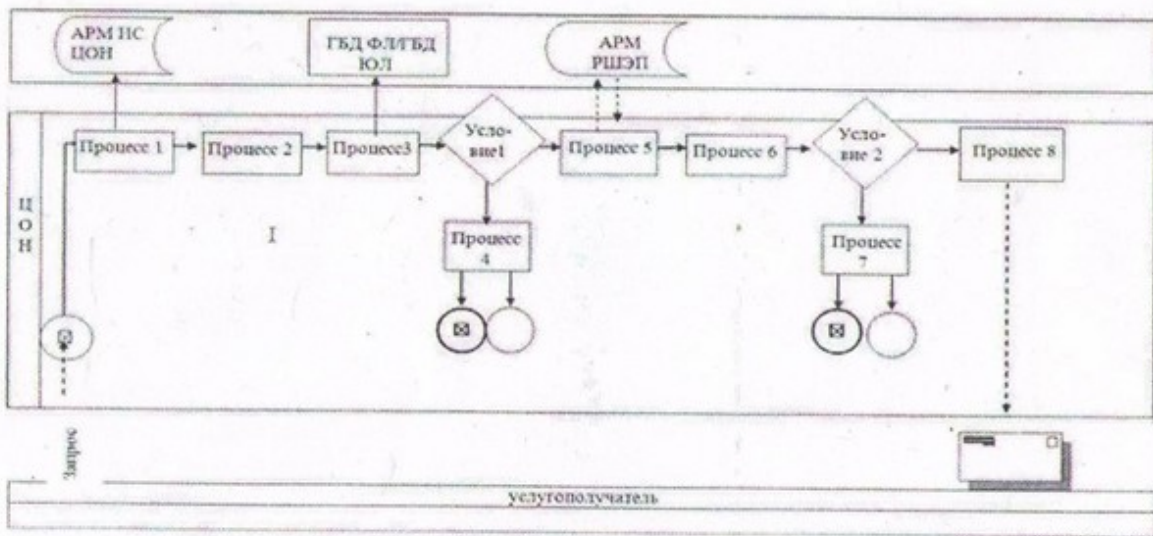 АРМ ИС
ЦОН
ГБД ФЛ/ГБД
ЮЛ
АРМ
РШЭП
ЦОН
Процесс 1
Процесс 2
Процесс3
Усло-
вие1
Процесс 5
Процесс 6
Усло-
вие 2
Процесс 8
Процесс
4
Процесс
7
Запрос
услугополучатель